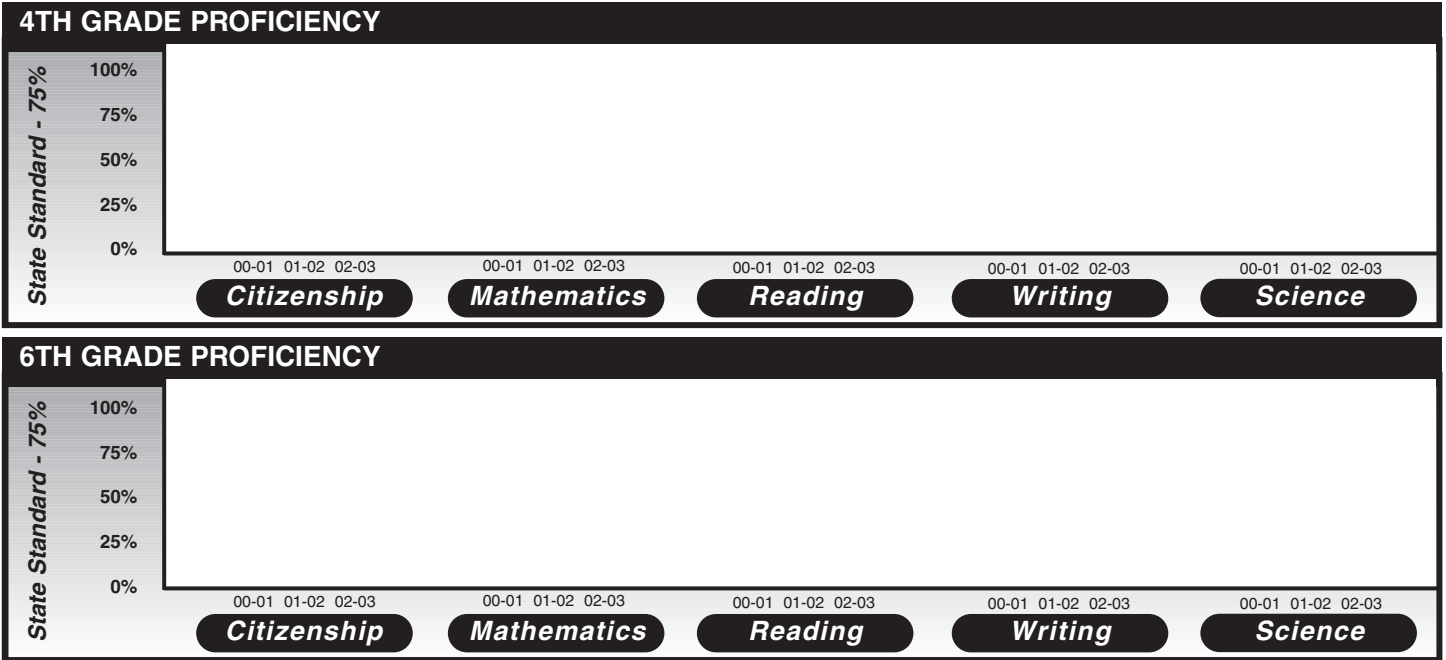 4TH GRADE PROFICIENCY
State Standard - 75%
100%
75%
50%
25%
0%
00-01 01-02 02-03 00-01 01-02 02-03 00-01 01-02 02-03 00-01 01-02 02-03 00-01 01-02 02-03
Citizenship Mathematics Reading Writing Science
6TH GRADE PROFICIENCY
State Standard - 75%
100%
75%
50%
25%
0%
00-01 01-02 02-03 00-01 01-02 02-03 00-01 01-02 02-03 00-01 01-02 02-03 00-01 01-02 02-03
Citizenship Mathematics Reading Writing Science